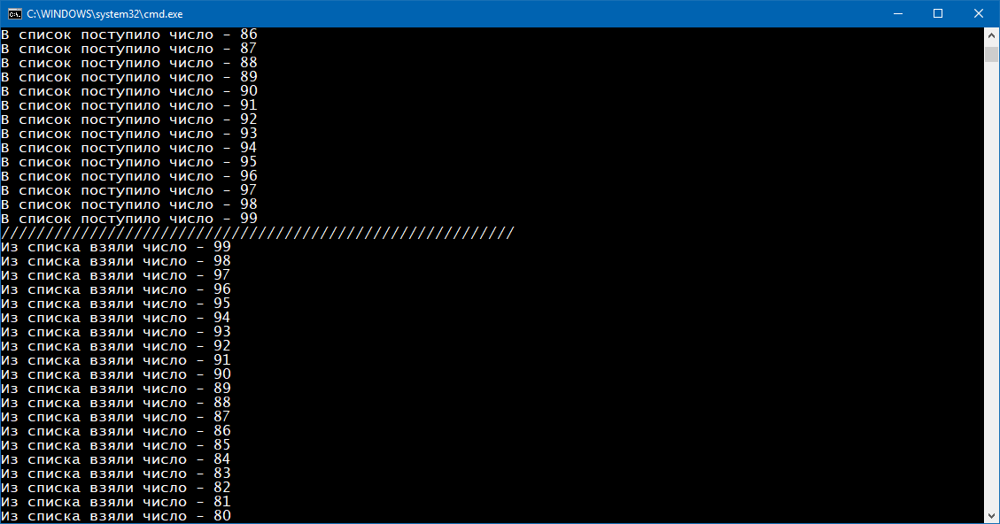 C:\WINDOWS\system32\cmd.exe
В список поступило число - 86
В список поступило число - 87
В список поступило число - 88
В список поступило число - 89
В список поступило число - 90
В список поступило число - 91
В список поступило число - 92
В список поступило число - 93
В список поступило число - 94
В список поступило число - 95
В список поступило число - 96
В список поступило число - 97
В список поступило число - 98
В список поступило число - 99
//////////////////////////////////////////////////////////
Из списка взяли число - 99
Из списка взяли число - 98
Из списка взяли число - 97
Из списка взяли число - 96
Из списка взяли число - 95
Из списка взяли число - 94
Из списка взяли число - 93
Из списка взяли число - 92
Из списка взяли число - 91
Из списка взяли число - 90
Из списка взяли число - 89
Из списка взяли число - 88
Из списка взяли число - 87
Из списка взяли число - 86
Из списка взяли число - 85
Из списка взяли число - 84
Из списка взяли число - 83
Из списка взяли число - 82
Из списка взяли число - 81
Из списка взяли число - 80